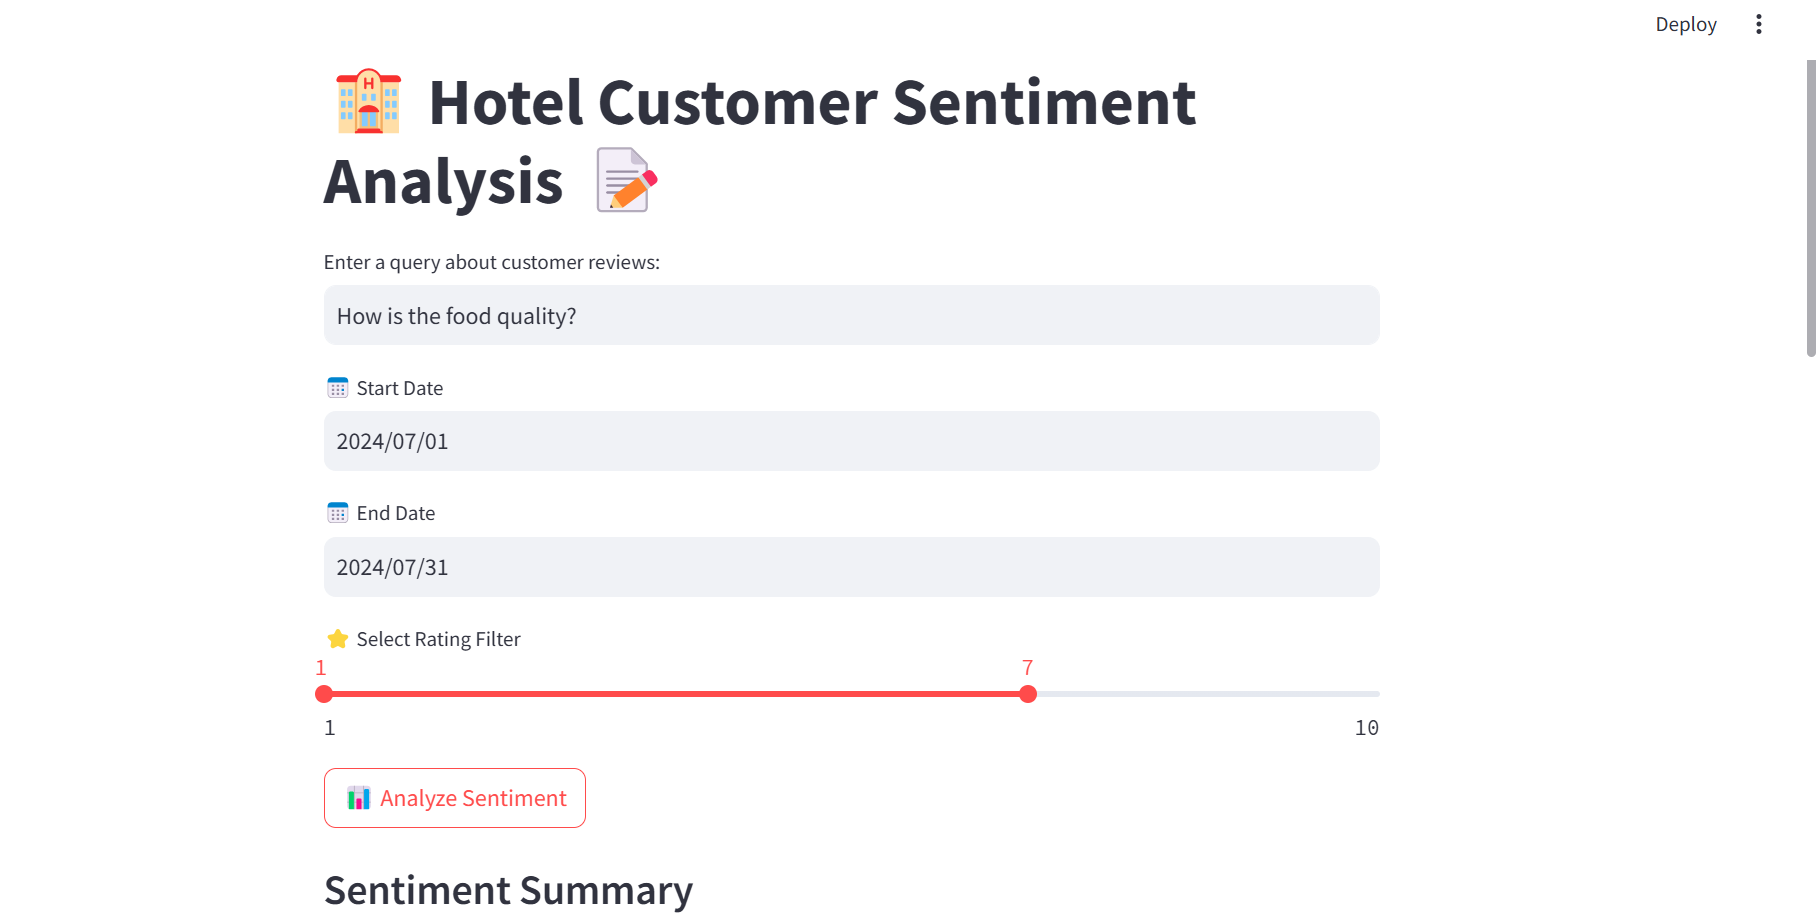 Deploy
Hotel Customer Sentiment
Analysis
Enter a query about customer reviews:
How is the food quality?
Start Date
2024/07/01
End Date
2024/07/31
Select Rating Filter
1 7
1 10
Analyze Sentiment
Sentiment Summary